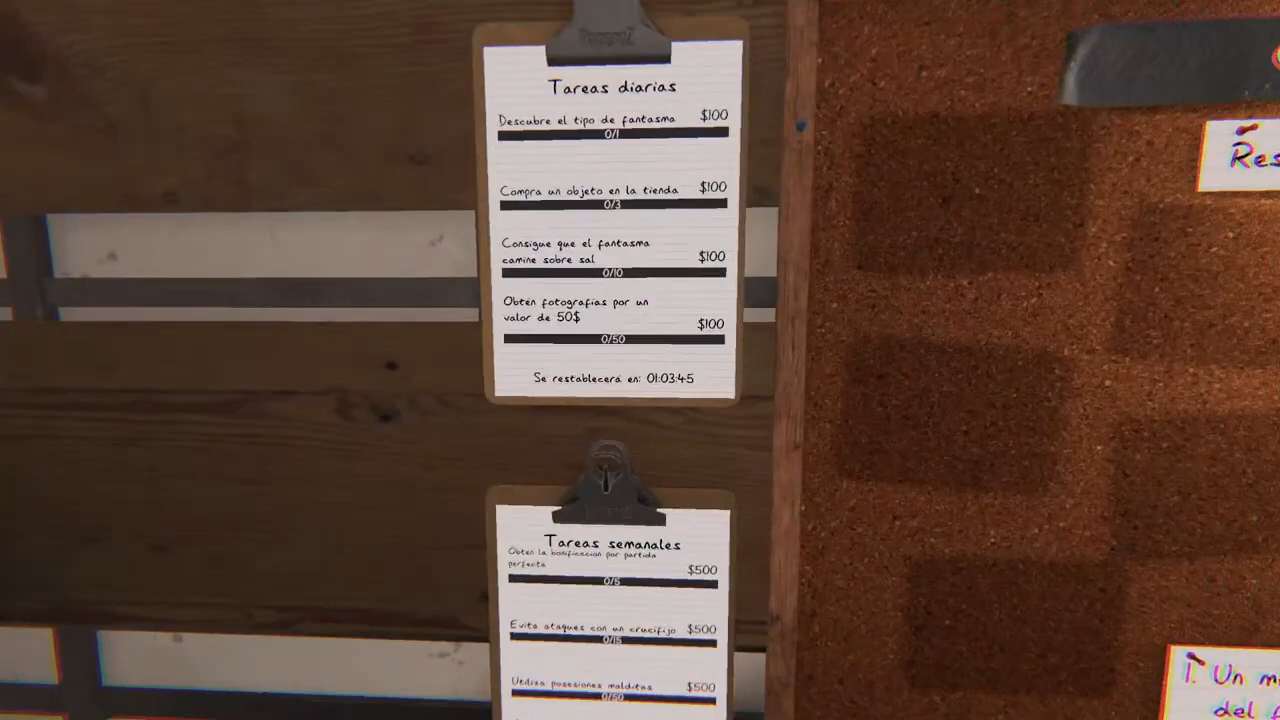 Tareas diarias
Descubre el tipo de fantasma $100
0/1
Compra un objeto en la tienda $100
0/3
Consigue que el fantasma
camine sobre sal $100
0/10
Obtén fotografías por un
valor de 50$ $100
0/50
Se restablecerá en: 01:03:45
Tareas semanales
Obtén la bonificación por partida
perfecta $500
0/5
Evita ataques con un crucifijo $500
0/15
Utiliza posesiones malditas $500
0/50
Res
1. Un m
del f